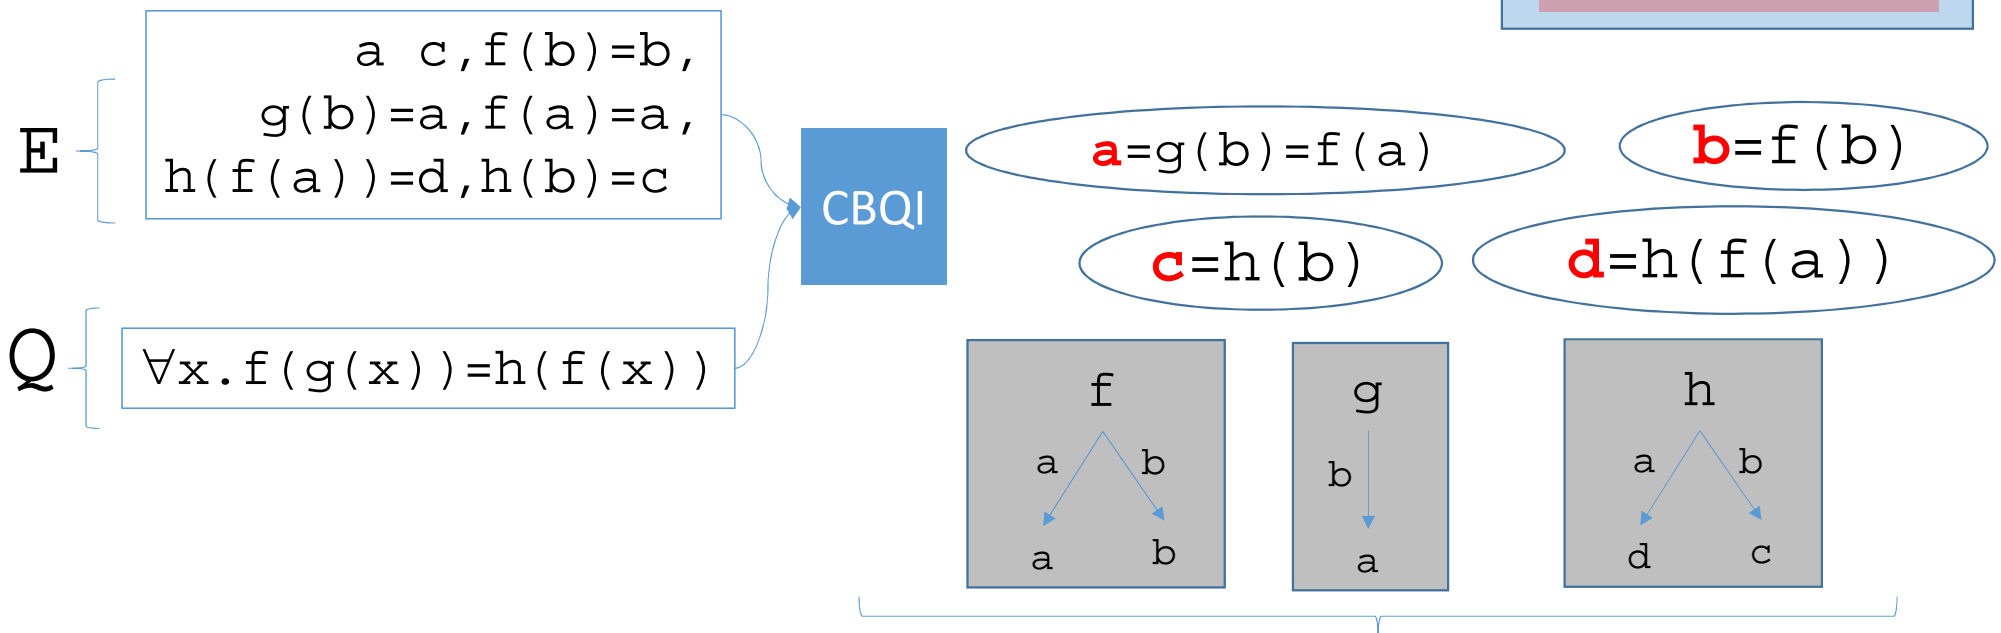 E
a c,f(b)=b,
g(b)=a,f(a)=a,
h(f(a))=d,h(b)=c
Q
∀x.f(g(x))=h(f(x))
CBQI
a=g(b)=f(a)
b=f(b)
c=h(b)
d=h(f(a))
f
a b
a b
g
b
a
h
a b
d c